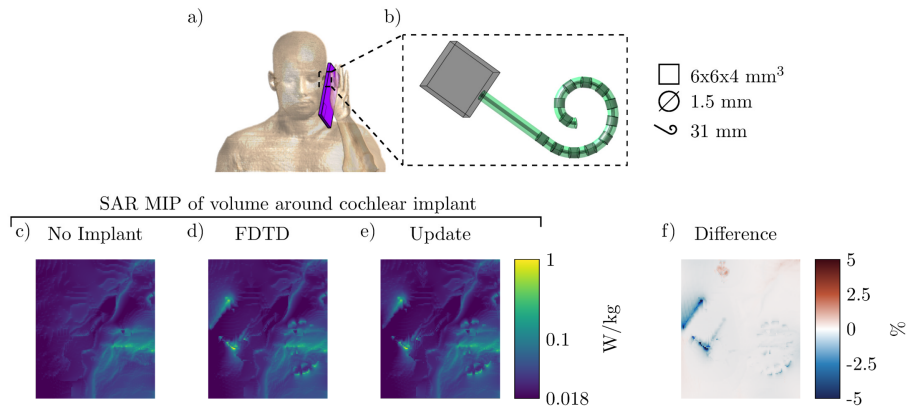 a)
b)
6x6x4 mm³
1.5 mm
31 mm
SAR MIP of volume around cochlear implant
c) No Implant
d) FDTD
e) Update
f) Difference
1
0.1
0.018
W/kg
5
2.5
0
-2.5
-5
%